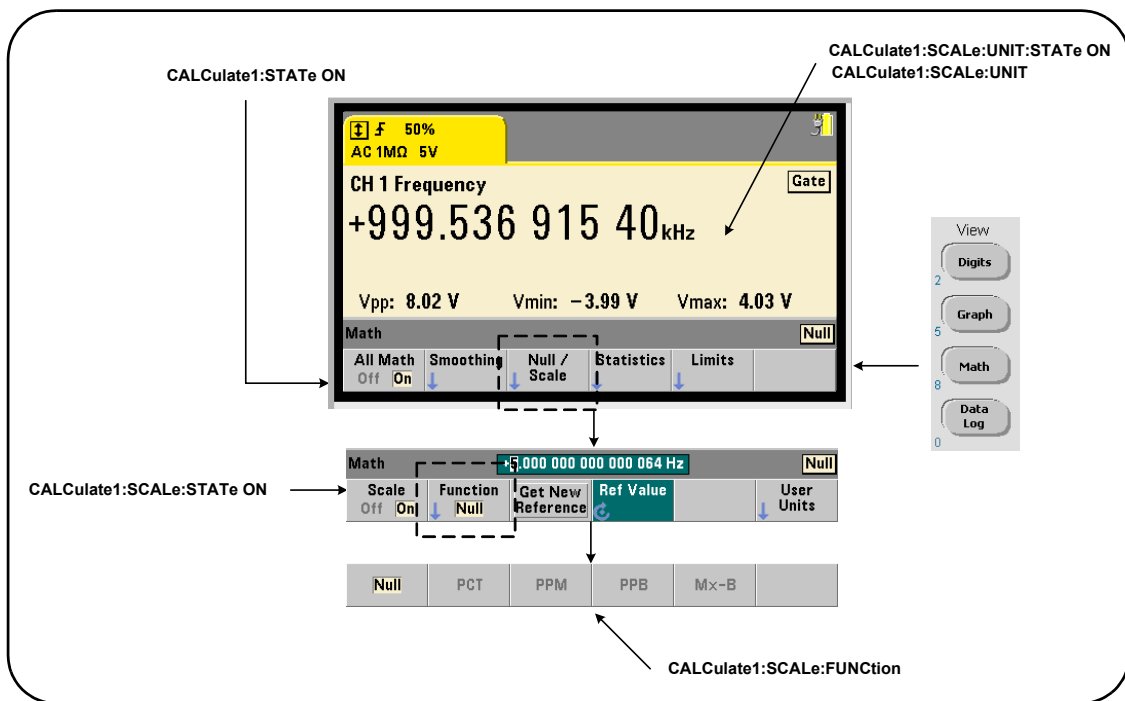 CALCulate1:SCALe:UNIT:STATe ON
CALCulate1:SCALe:UNIT
CALCulate1:STATe ON
50%
AC 1MΩ 5V
CH 1 Frequency
Gate
+999.536 915 40 kHz
Vpp: 8.02 V Vmin: −3.99 V Vmax: 4.03 V
Math Null
All Math Smoothing Null / Statistics Limits
Off On Scale
View
2 Digits
5 Graph
8 Math
Data
Log
0
Math +5.000 000 000 000 064 Hz Null
CALCulate1:SCALe:STATe ON
Scale Function Get New Ref Value User
Off On Null Reference Units
Null PCT PPM PPB Mx-B
CALCulate1:SCALe:FUNCtion